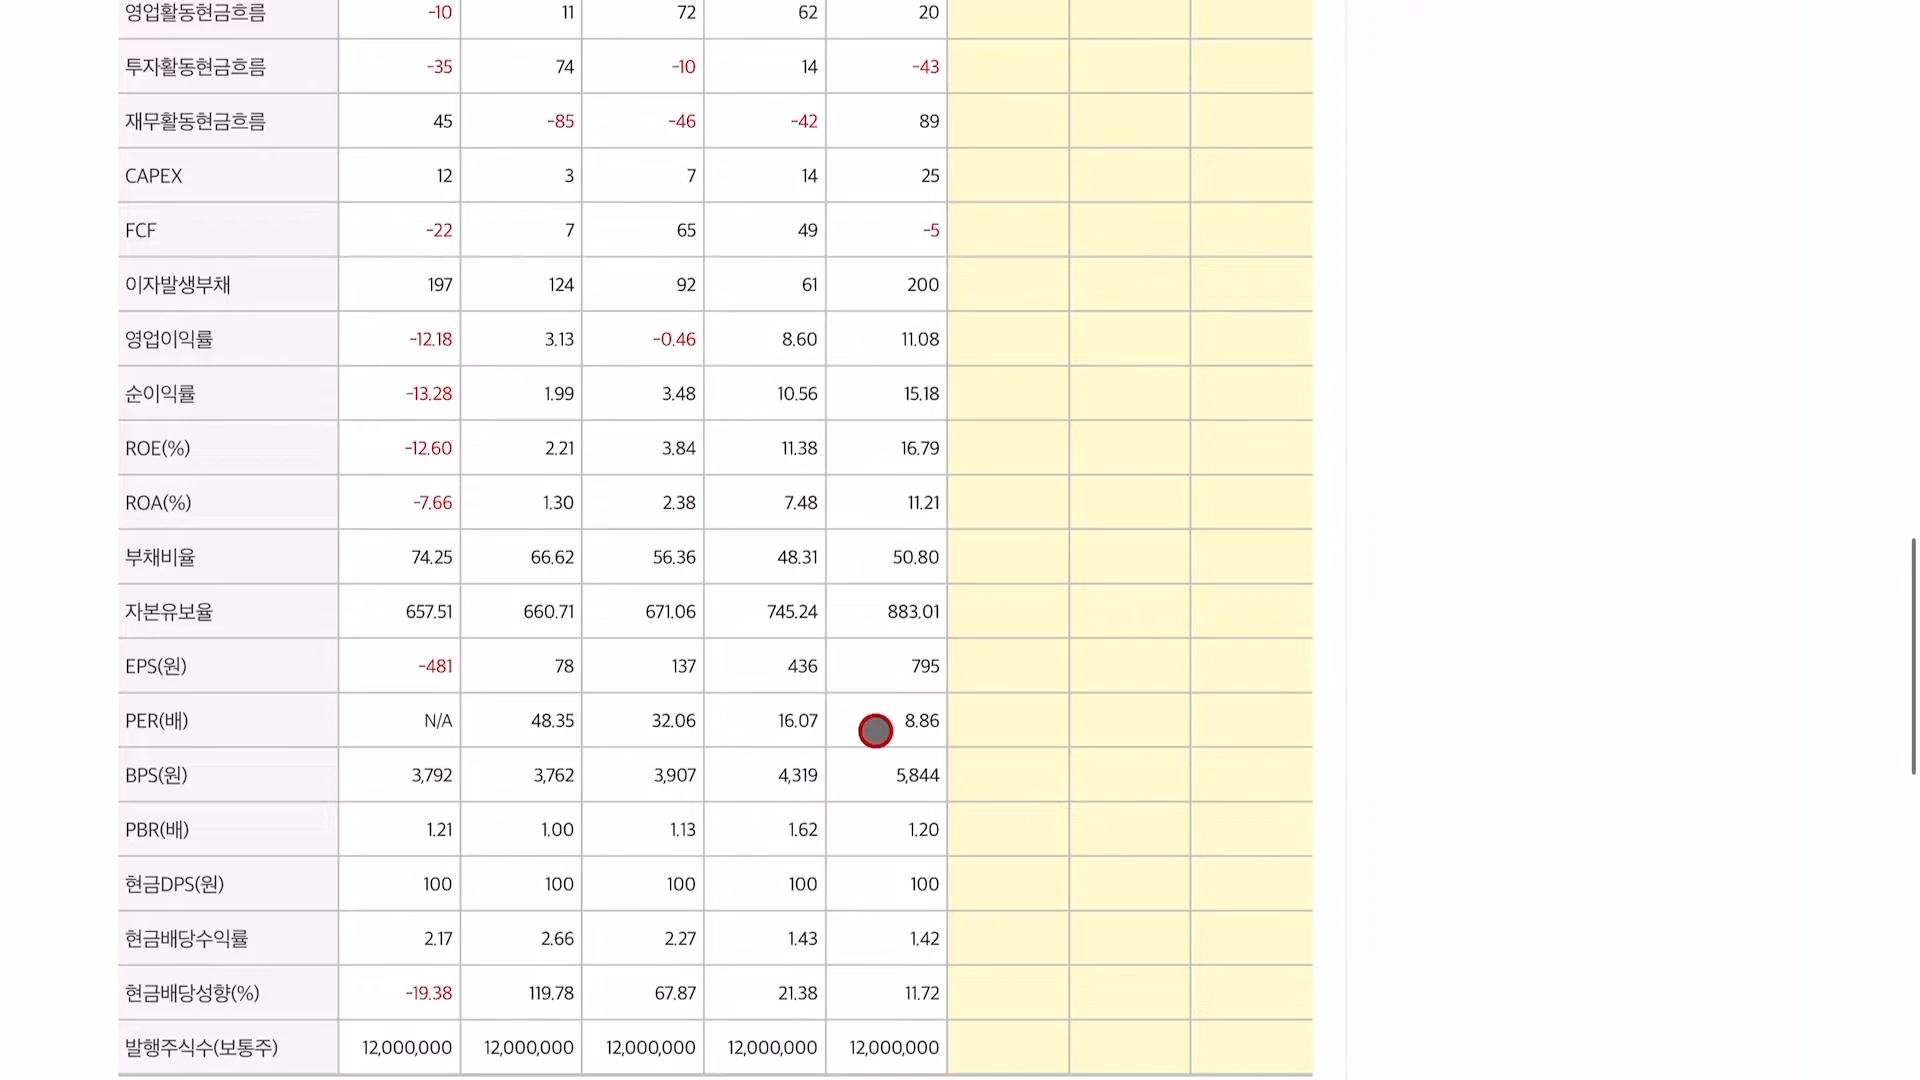 영업활동현금흐름 -10 11 72 62 20
투자활동현금흐름 -35 74 -10 14 -43
재무활동현금흐름 45 -85 -46 -42 89
CAPEX 12 3 7 14 25
FCF -22 7 65 49 -5
이자발생부채 197 124 92 61 200
영업이익률 -12.18 3.13 -0.46 8.60 11.08
순이익률 -13.28 1.99 3.48 10.56 15.18
ROE(%) -12.60 2.21 3.84 11.38 16.79
ROA(%) -7.66 1.30 2.38 7.48 11.21
부채비율 74.25 66.62 56.36 48.31 50.80
자본유보율 657.51 660.71 671.06 745.24 883.01
EPS(원) -481 78 137 436 795
PER(배) N/A 48.35 32.06 16.07 8.86
BPS(원) 3,792 3,762 3,907 4,319 5,844
PBR(배) 1.21 1.00 1.13 1.62 1.20
현금DPS(원) 100 100 100 100 100
현금배당수익률 2.17 2.66 2.27 1.43 1.42
현금배당성향(%) -19.38 119.78 67.87 21.38 11.72
발행주식수(보통주) 12,000,000 12,000,000 12,000,000 12,000,000 12,000,000